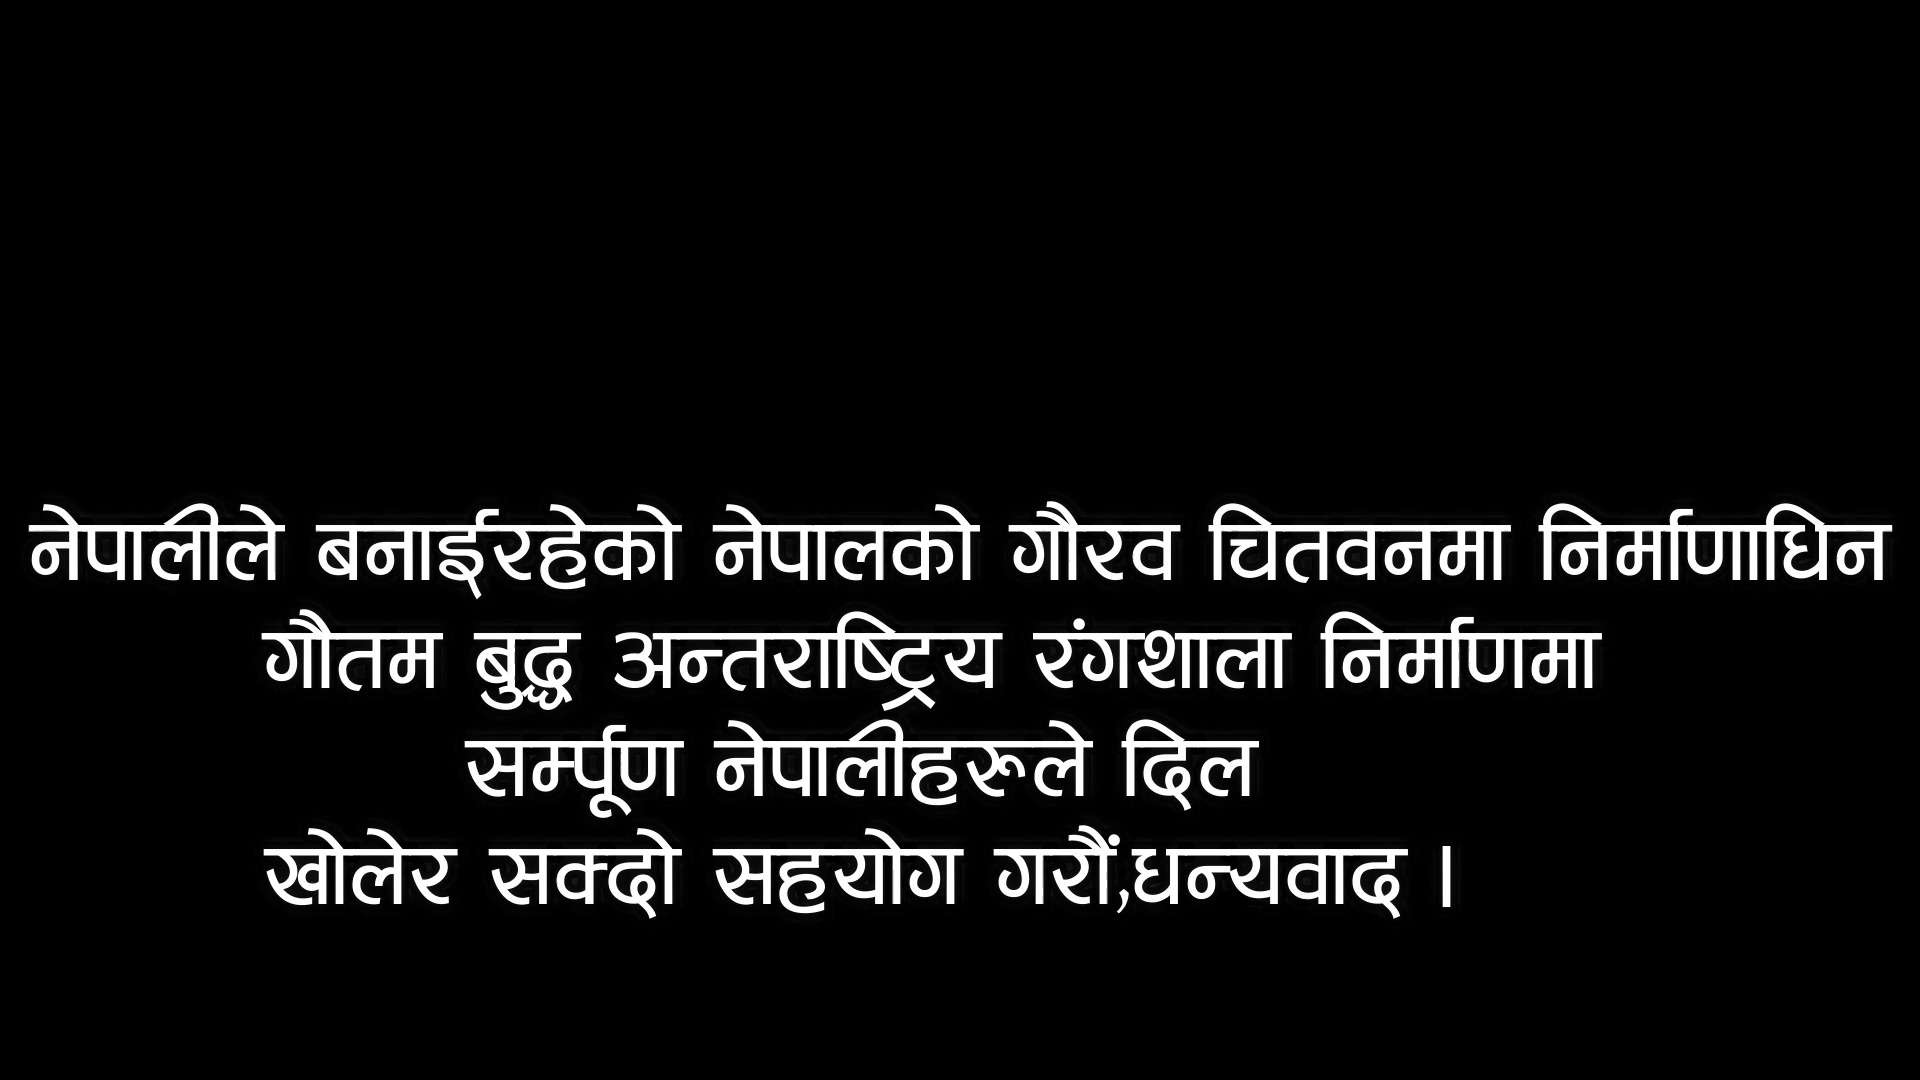 नेपालीले बनाईरहेको नेपालको गौरव चितवनमा निर्माणाधिन
गौतम बुद्ध अन्तराष्ट्रिय रंगशाला निर्माणमा
सर्म्पूण नेपालीहरूले दिल
खोलेर सक्दो सहयोग गरौं,धन्यवाद ।